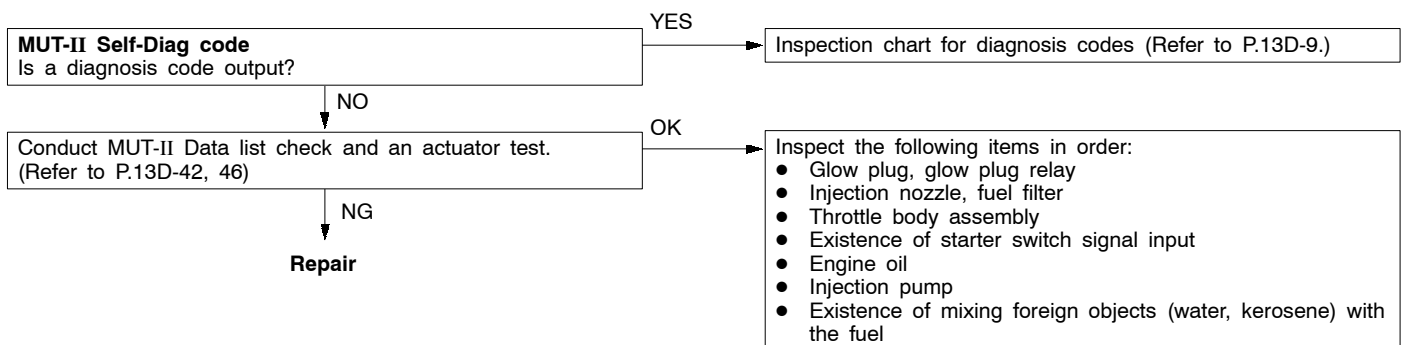 YES
MUT-II Self-Diag code
Is a diagnosis code output?
Inspection chart for diagnosis codes (Refer to P.13D-9.)
NO
OK
Conduct MUT-II Data list check and an actuator test.
(Refer to P.13D-42, 46)
Inspect the following items in order:
● Glow plug, glow plug relay
● Injection nozzle, fuel filter
● Throttle body assembly
● Existence of starter switch signal input
● Engine oil
● Injection pump
● Existence of mixing foreign objects (water, kerosene) with
the fuel
NG
Repair